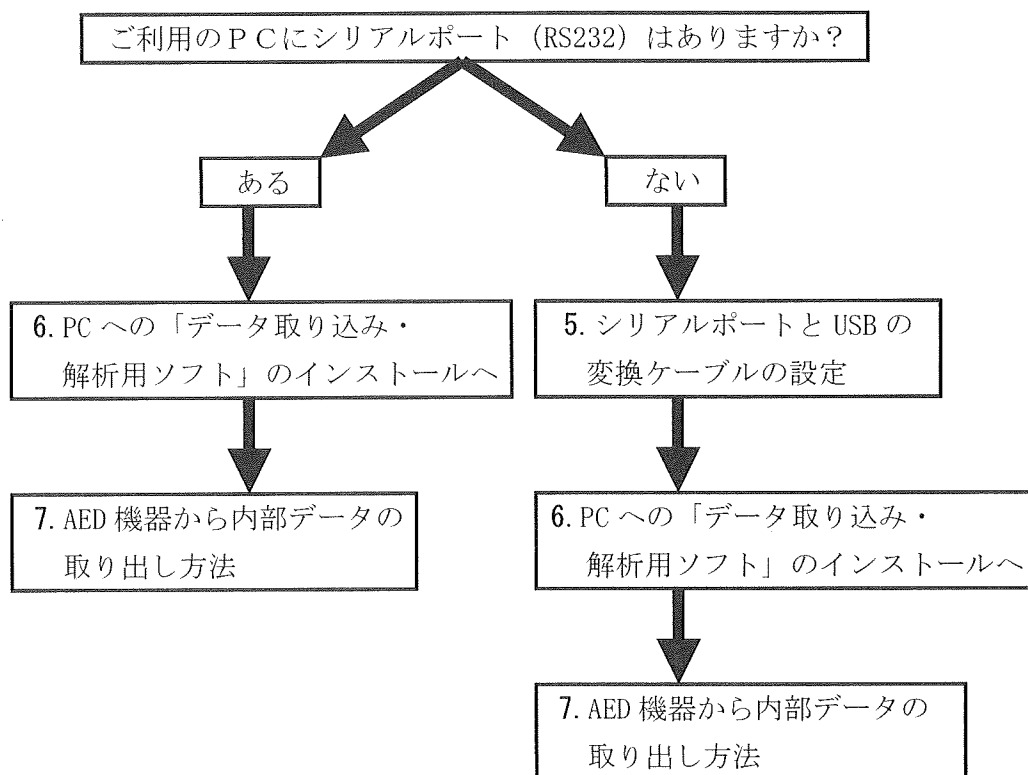 ご利用のＰＣにシリアルポート（RS232）はありますか？
ある
ない
6. PC への「データ取り込み・
解析用ソフト」のインストールへ
5. シリアルポートと USB の
変換ケーブルの設定
7. AED 機器から内部データの
取り出し方法
6. PC への「データ取り込み・
解析用ソフト」のインストールへ
7. AED 機器から内部データの
取り出し方法